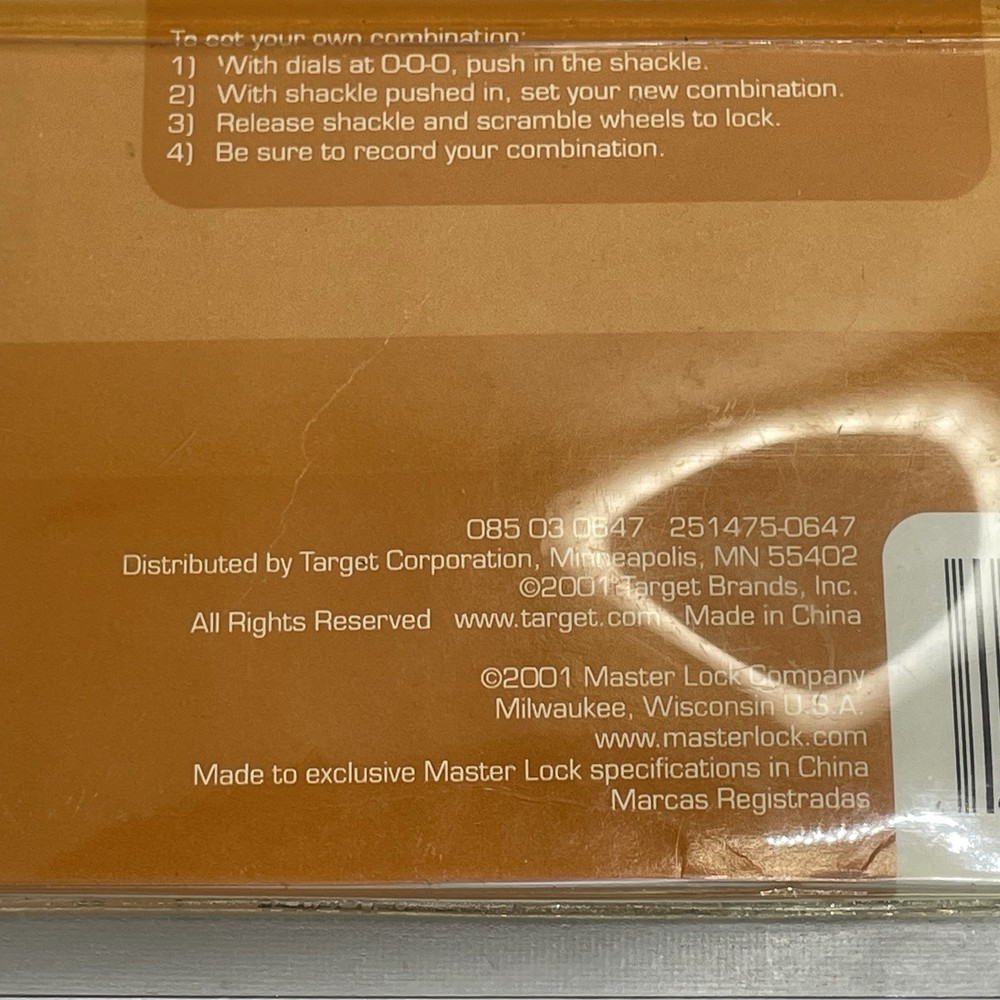 To set your own combination:
1) With dials at 0-0-0, push in the shackle.
2) With shackle pushed in, set your new combination.
3) Release shackle and scramble wheels to lock.
4) Be sure to record your combination.
085 03 0647 251475-0647
Distributed by Target Corporation, Minneapolis, MN 55402
©2001 Target Brands, Inc.
All Rights Reserved www.target.com Made in China
©2001 Master Lock Company
Milwaukee, Wisconsin U.S.A.
www.masterlock.com
Made to exclusive Master Lock specifications in China
Marcas Registradas